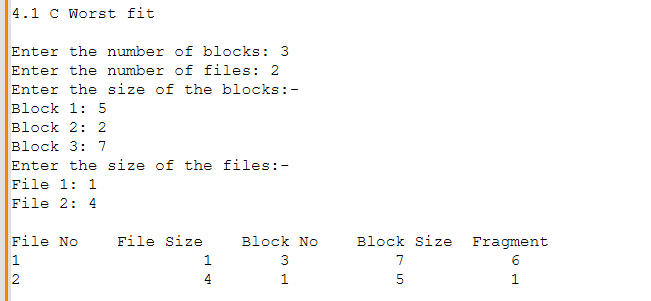 4.1 C Worst fit
Enter the number of blocks: 3
Enter the number of files: 2
Enter the size of the blocks:-
Block 1: 5
Block 2: 2
Block 3: 7
Enter the size of the files:-
File 1: 1
File 2: 4
File No File Size Block No Block Size Fragment
1 1 3 7 6
2 4 1 5 1